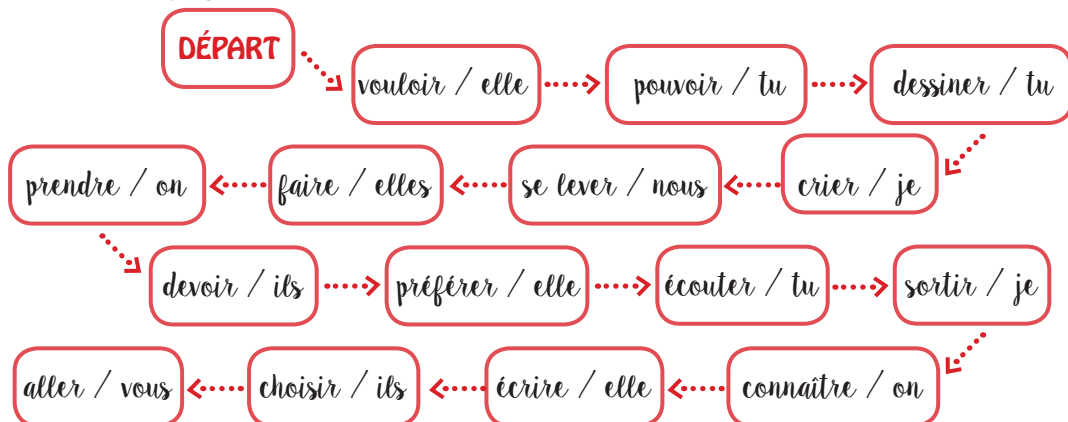 DÉPART
vouloir / elle
pouvoir / tu
dessiner / tu
crier / je
se lever / nous
faire / elles
prendre / on
devoir / ils
préférer / elle
écouter / tu
sortir / je
connaître / on
écrire / elle
choisir / ils
aller / vous